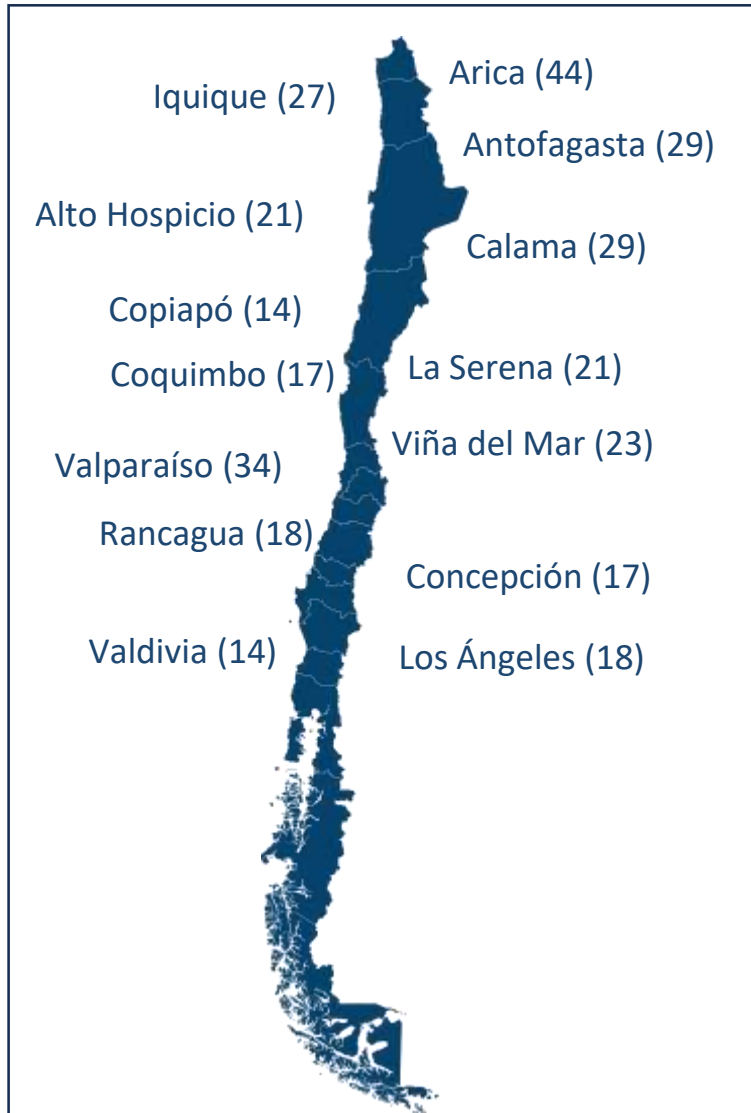 Arica (44)
Iquique (27)
Antofagasta (29)
Alto Hospicio (21)
Calama (29)
Copiapó (14)
La Serena (21)
Coquimbo (17)
Viña del Mar (23)
Valparaíso (34)
Rancagua (18)
Concepción (17)
Valdivia (14)
Los Ángeles (18)